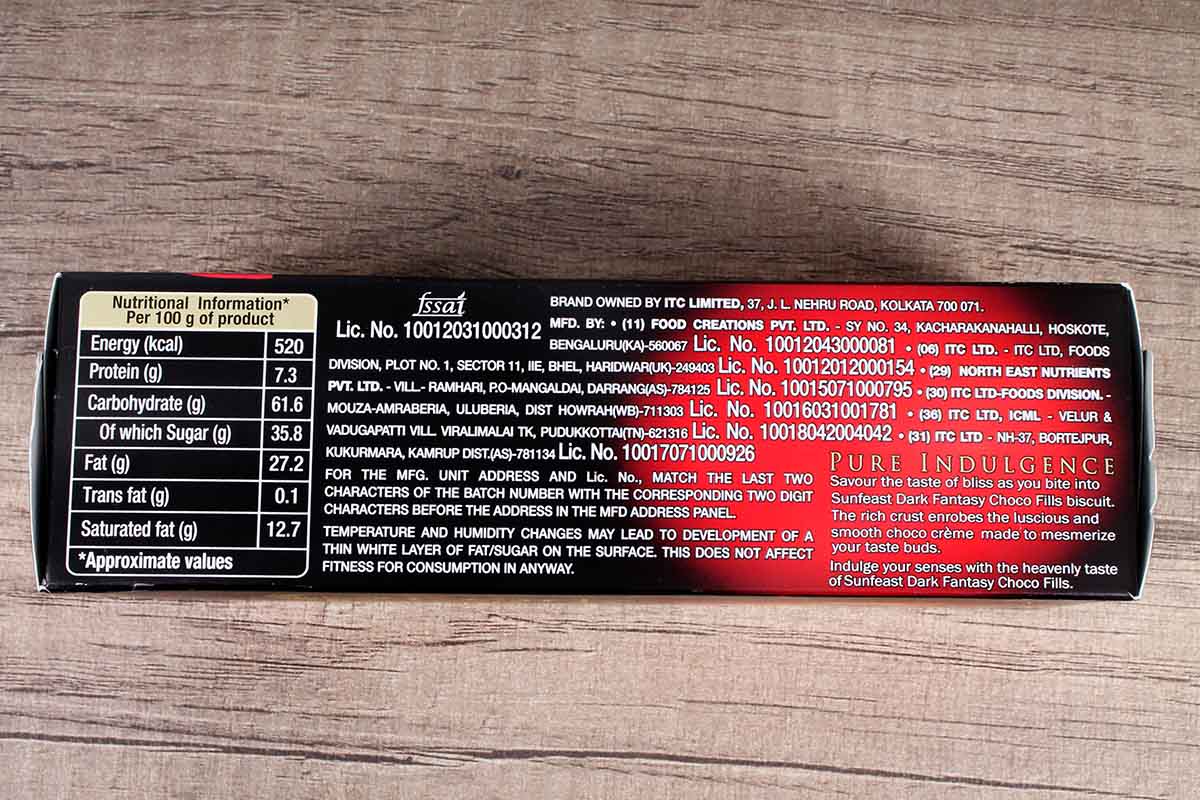 Nutritional Information*
Per 100 g of product
Energy (kcal) 520
Protein (g) 7.3
Carbohydrate (g) 61.6
Of which Sugar (g) 35.8
Fat (g) 27.2
Trans fat (g) 0.1
Saturated fat (g) 12.7
*Approximate values
fssai
Lic. No. 10012031000312
BRAND OWNED BY ITC LIMITED, 37, J. L. NEHRU ROAD, KOLKATA 700 071.
MFD. BY: • (11) FOOD CREATIONS PVT. LTD. - SY NO. 34, KACHARAKANAHALLI, HOSKOTE,
BENGALURU(KA)-560067 Lic. No. 10012043000081 • (06) ITC LTD. - ITC LTD, FOODS
DIVISION, PLOT NO. 1, SECTOR 11, IIE, BHEL, HARIDWAR(UK)-249403 Lic. No. 10012012000154 • (29) NORTH EAST NUTRIENTS
PVT. LTD. - VILL.- RAMHARI, P.O-MANGALDAI, DARRANG(AS)-784125 Lic. No. 10015071000795 • (30) ITC LTD-FOODS DIVISION. -
MOUZA-AMRABERIA, ULUBERIA, DIST HOWRAH(WB)-711303 Lic. No. 10016031001781 • (36) ITC LTD, ICML - VELUR &
VADUGAPATTI VILL. VIRALIMALAI TK, PUDUKKOTTAI(TN)-621316 Lic. No. 10018042004042 • (31) ITC LTD - NH-37, BORTEJPUR,
KUKURMARA, KAMRUP DIST.(AS)-781134 Lic. No. 10017071000926
FOR THE MFG. UNIT ADDRESS AND Lic. No., MATCH THE LAST TWO
CHARACTERS OF THE BATCH NUMBER WITH THE CORRESPONDING TWO DIGIT
CHARACTERS BEFORE THE ADDRESS IN THE MFD ADDRESS PANEL.
TEMPERATURE AND HUMIDITY CHANGES MAY LEAD TO DEVELOPMENT OF A
THIN WHITE LAYER OF FAT/SUGAR ON THE SURFACE. THIS DOES NOT AFFECT
FITNESS FOR CONSUMPTION IN ANYWAY.
PURE INDULGENCE
Savour the taste of bliss as you bite into
Sunfeast Dark Fantasy Choco Fills biscuit.
The rich crust enrobes the luscious and
smooth choco crème made to mesmerize
your taste buds.
Indulge your senses with the heavenly taste
of Sunfeast Dark Fantasy Choco Fills.